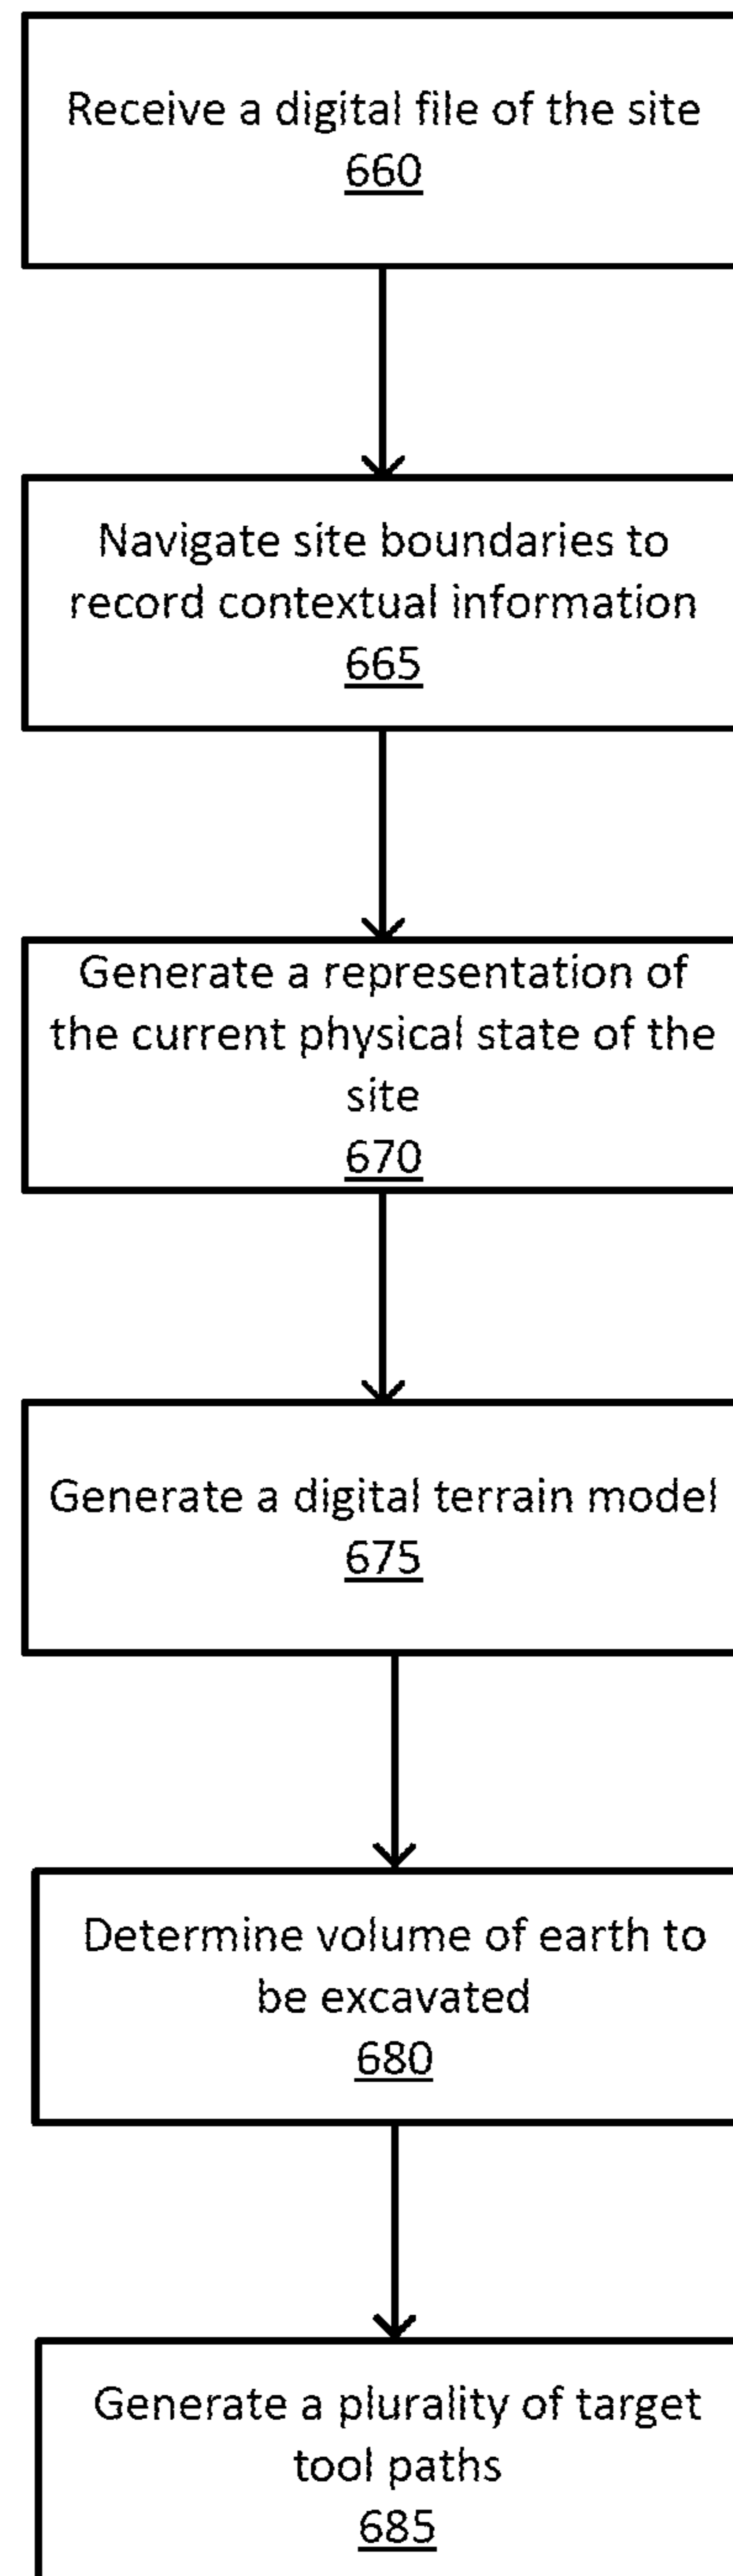 Receive a digital file of the site
660
Navigate site boundaries to
record contextual information
665
Generate a representation of
the current physical state of the
site
670
Generate a digital terrain model
675
Determine volume of earth to
be excavated
680
Generate a plurality of target
tool paths
685